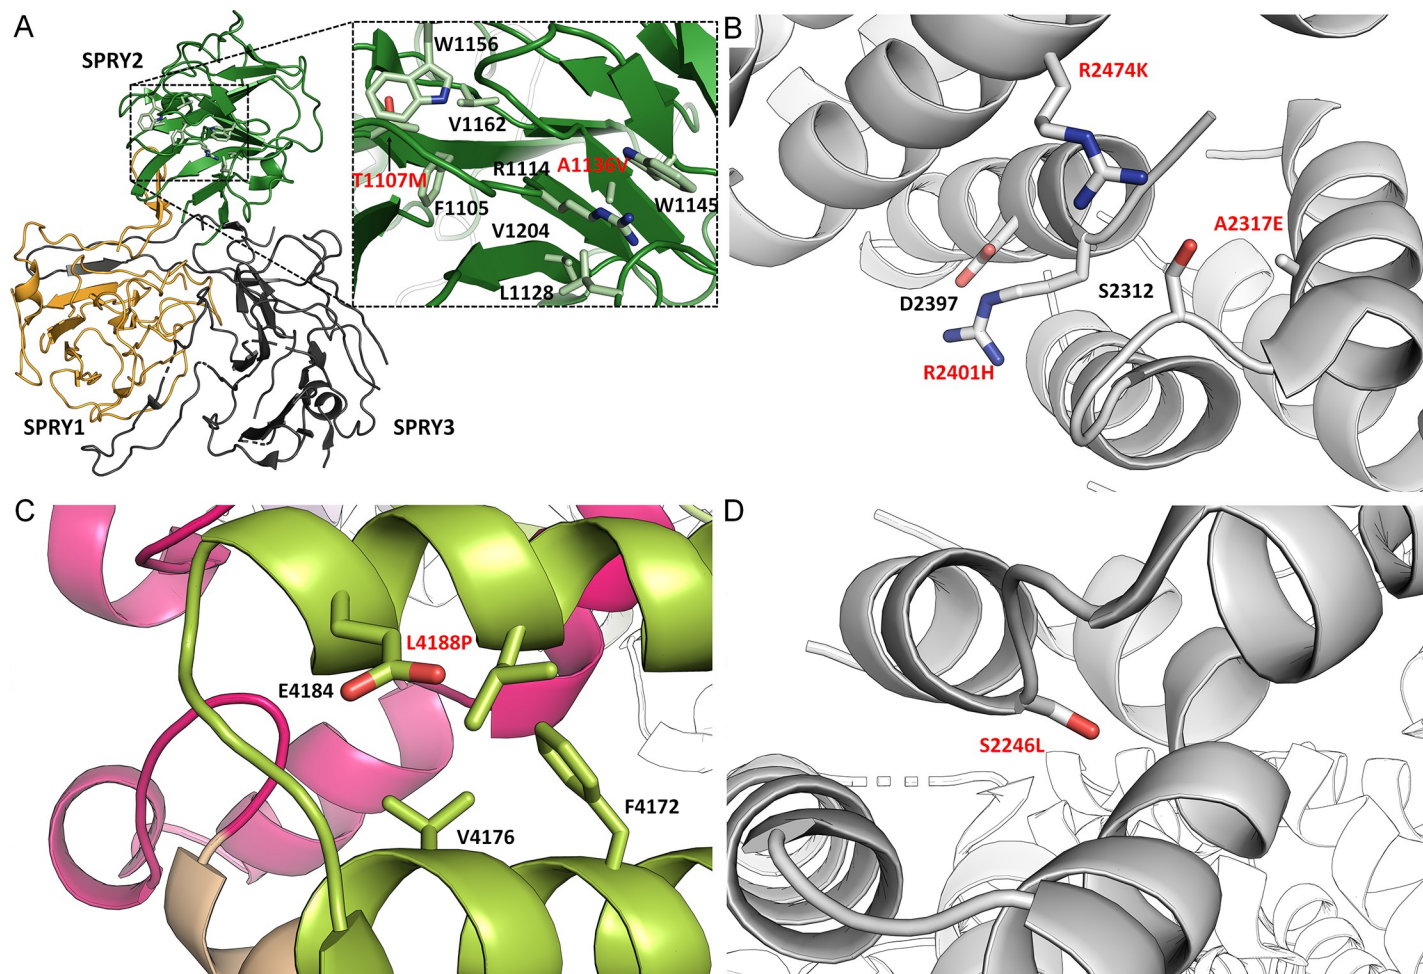 A
SPRY2
SPRY1
SPRY3
W1156
V1162
T1107M
R1114
A1136V
F1105
W1145
V1204
L1128
B
R2474K
A2317E
D2397
S2312
R2401H
C
L4188P
E4184
F4172
V4176
D
S2246L